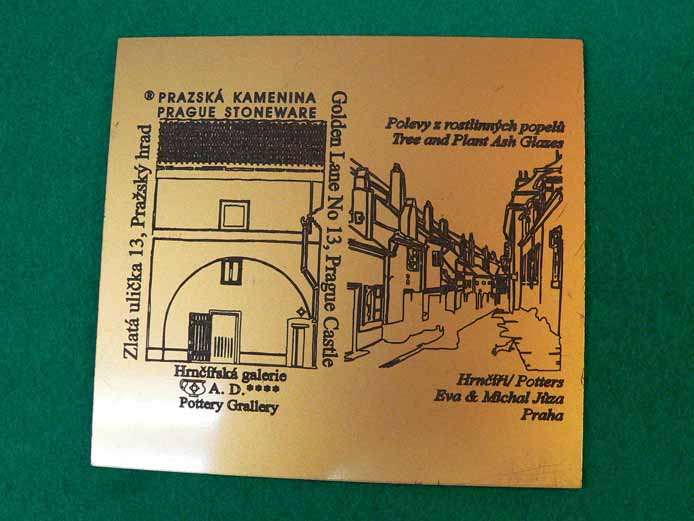 ® PRAZSKÁ KAMENINA
PRAGUE STONEWARE
Zlatá ulička 13, Pražský hrad
Golden Lane No 13, Prague Castle
Hrnčířská galerie
A. D.****
Pottery Grallery
Polevy z rostlinných popelů
Tree and Plant Ash Glazes
Hrnčíři/ Potters
Eva & Michal Jůza
Praha